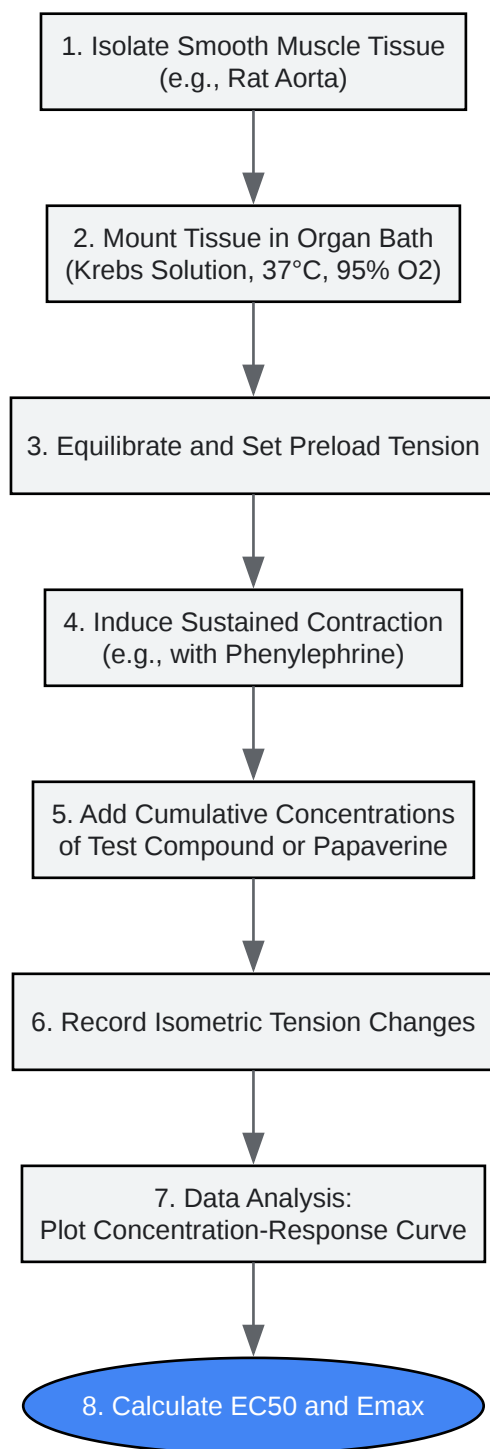 1. Isolate Smooth Muscle Tissue
(e.g., Rat Aorta)
2. Mount Tissue in Organ Bath
(Krebs Solution, 37°C, 95% O2)
3. Equilibrate and Set Preload Tension
4. Induce Sustained Contraction
(e.g., with Phenylephrine)
5. Add Cumulative Concentrations
of Test Compound or Papaverine
6. Record Isometric Tension Changes
7. Data Analysis:
Plot Concentration-Response Curve
8. Calculate EC50 and Emax